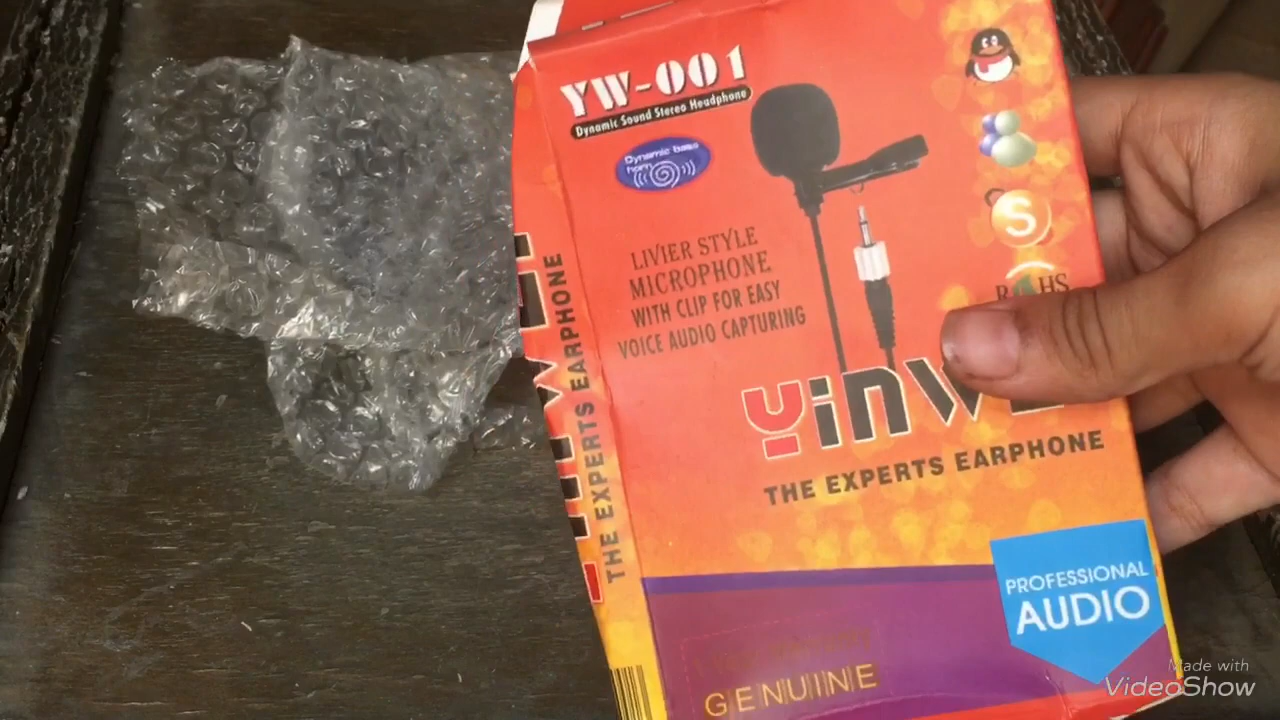 YW-001
Dynamic Sound Stereo Headphone
Dynamic bass
horn
S
LIVIER STYLE
MICROPHONE
WITH CLIP FOR EASY
VOICE AUDIO CAPTURING
THE EXPERTS EARPHONE
THE EXPERTS EARPHONE
PROFESSIONAL
AUDIO
GENUINE
Made with
VideoShow